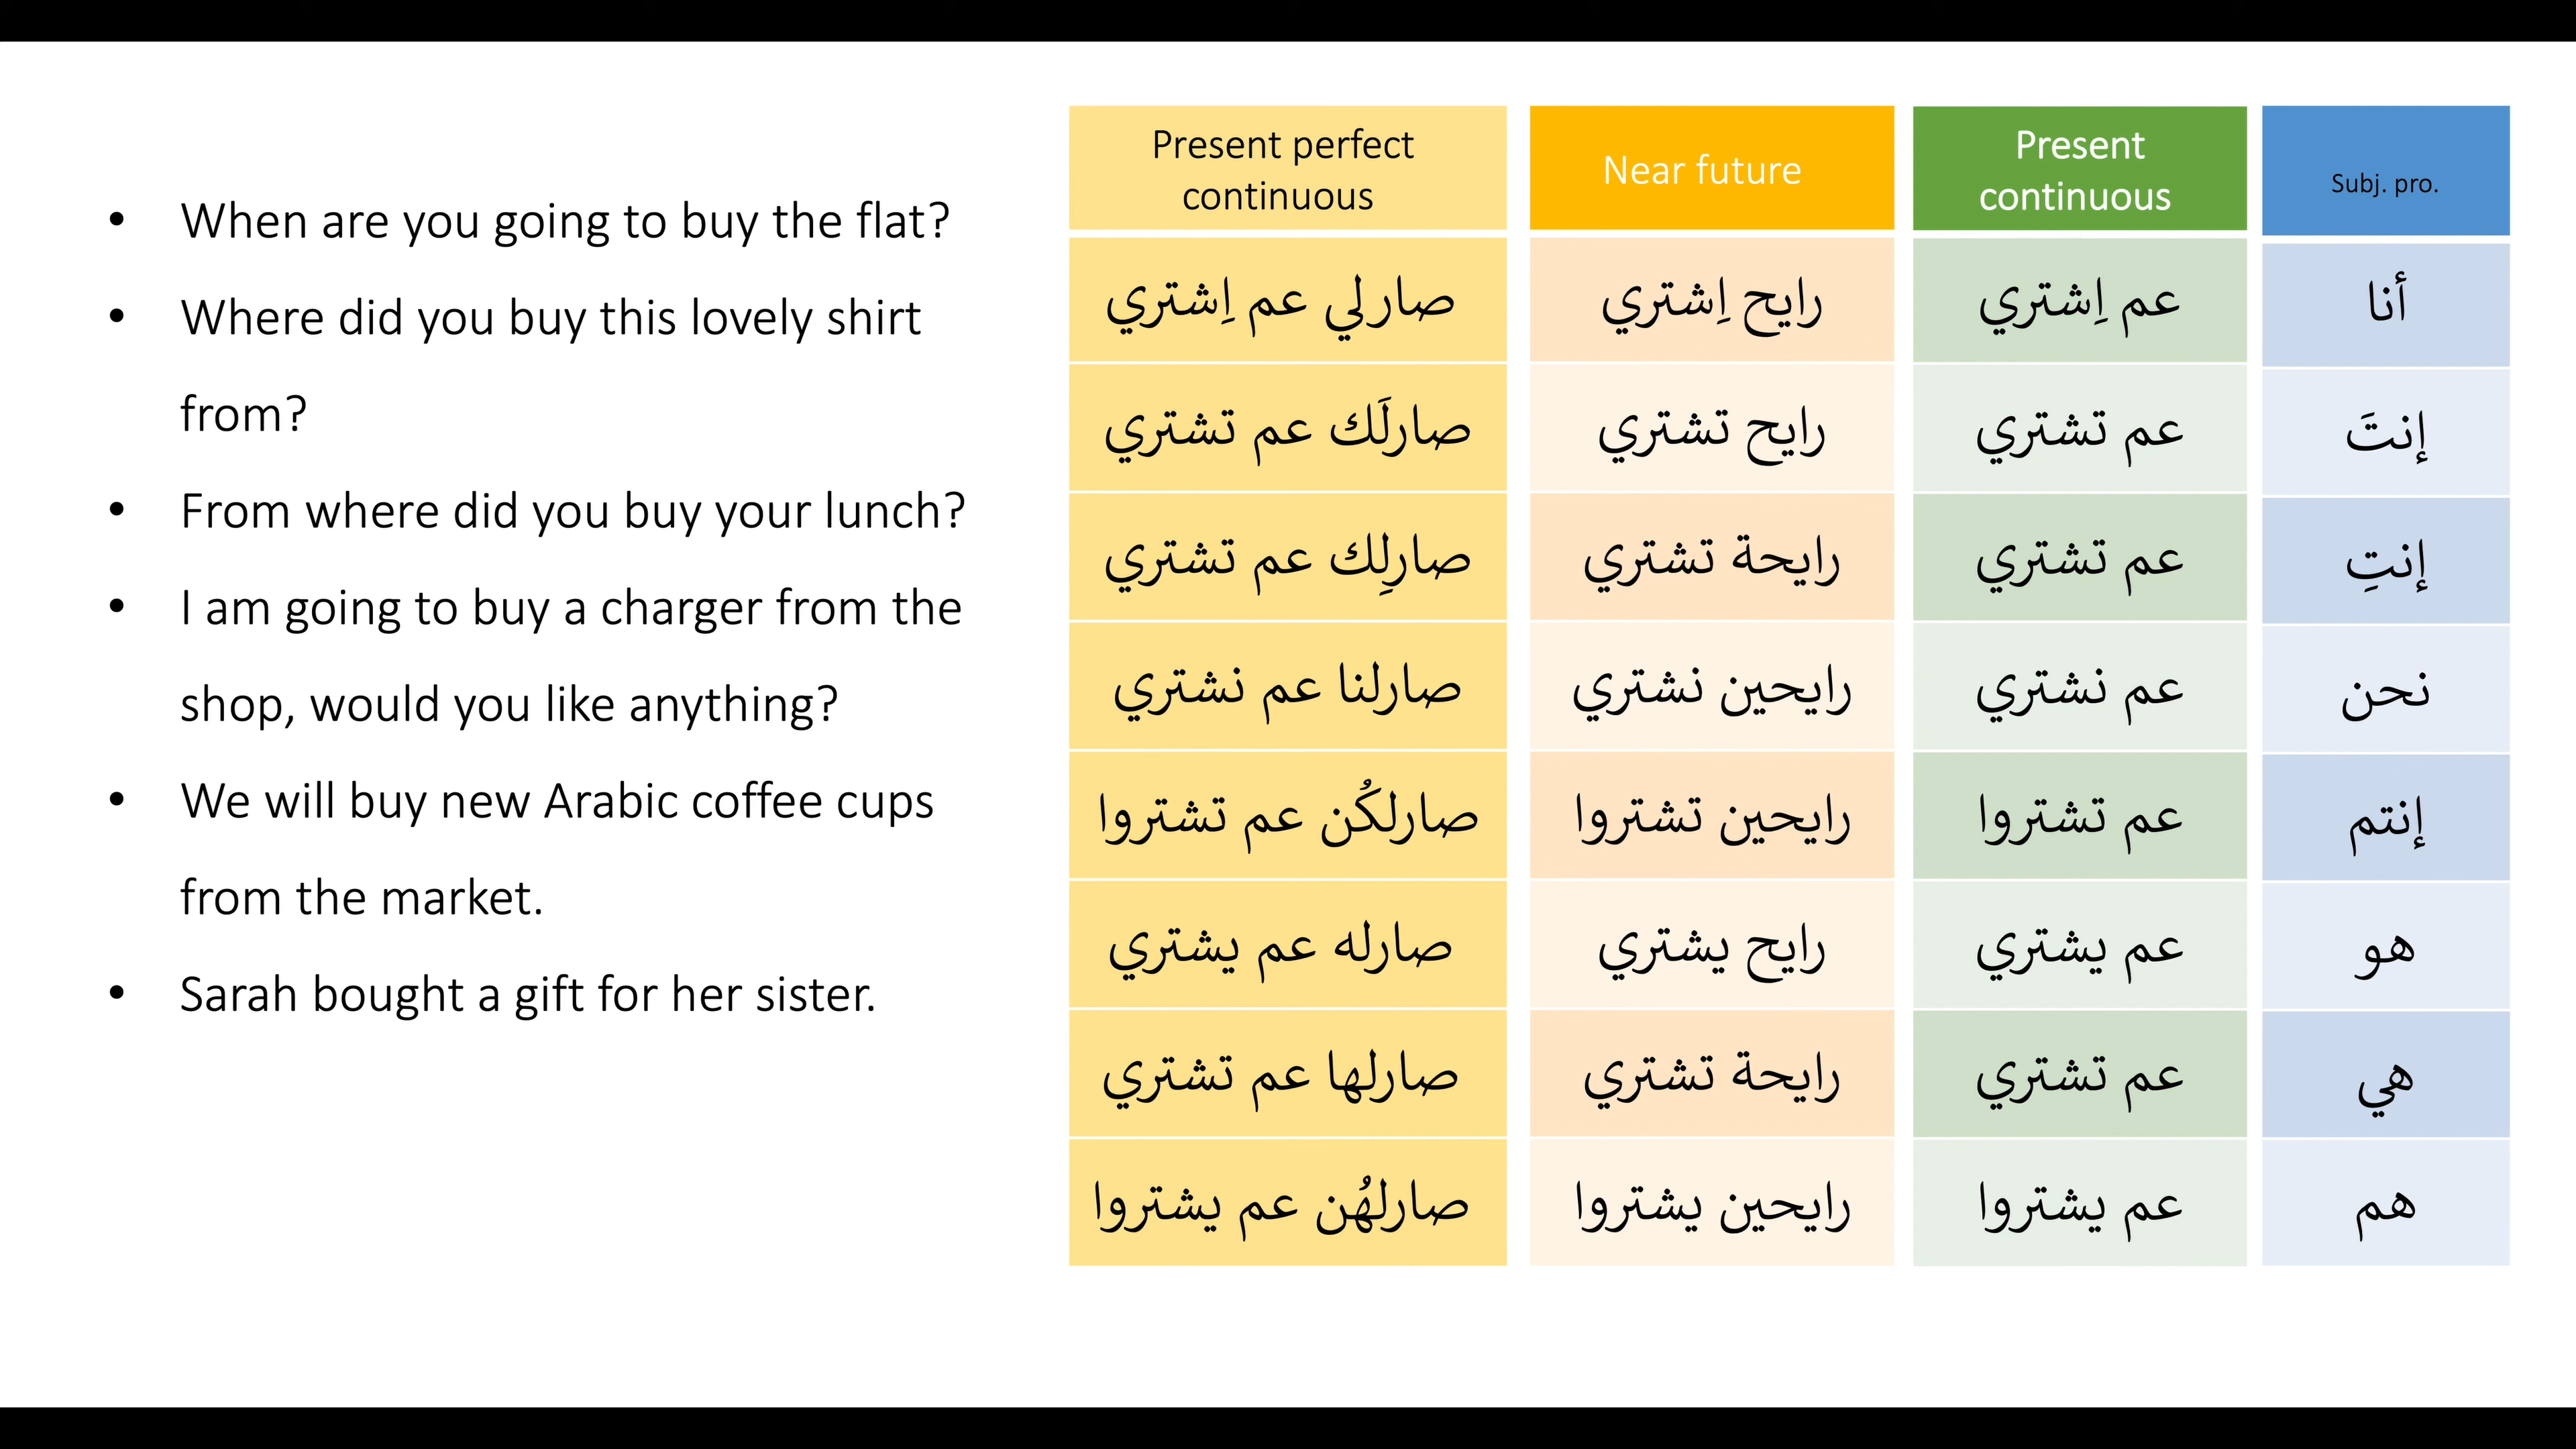 • When are you going to buy the flat?
• Where did you buy this lovely shirt
from?
• From where did you buy your lunch?
• I am going to buy a charger from the
shop, would you like anything?
• We will buy new Arabic coffee cups
from the market.
• Sarah bought a gift for her sister.
Present perfect
continuous
Near future
Present
continuous
Subj. pro.
صارلي عم اِشتري
رايح اِشتري
عم اِشتري
أنا
صارلَك عم تشتري
رايح تشتري
عم تشتري
إنتَ
صارلِك عم تشتري
رايحة تشتري
عم تشتري
إنتِ
صارلنا عم نشتري
رايحين نشتري
عم نشتري
نحن
صارلكُن عم تشتروا
رايحين تشتروا
عم تشتروا
إنتم
صارله عم يشتري
رايح يشتري
عم يشتري
هو
صارلها عم تشتري
رايحة تشتري
عم تشتري
هي
صارلهُن عم يشتروا
رايحين يشتروا
عم يشتروا
هم